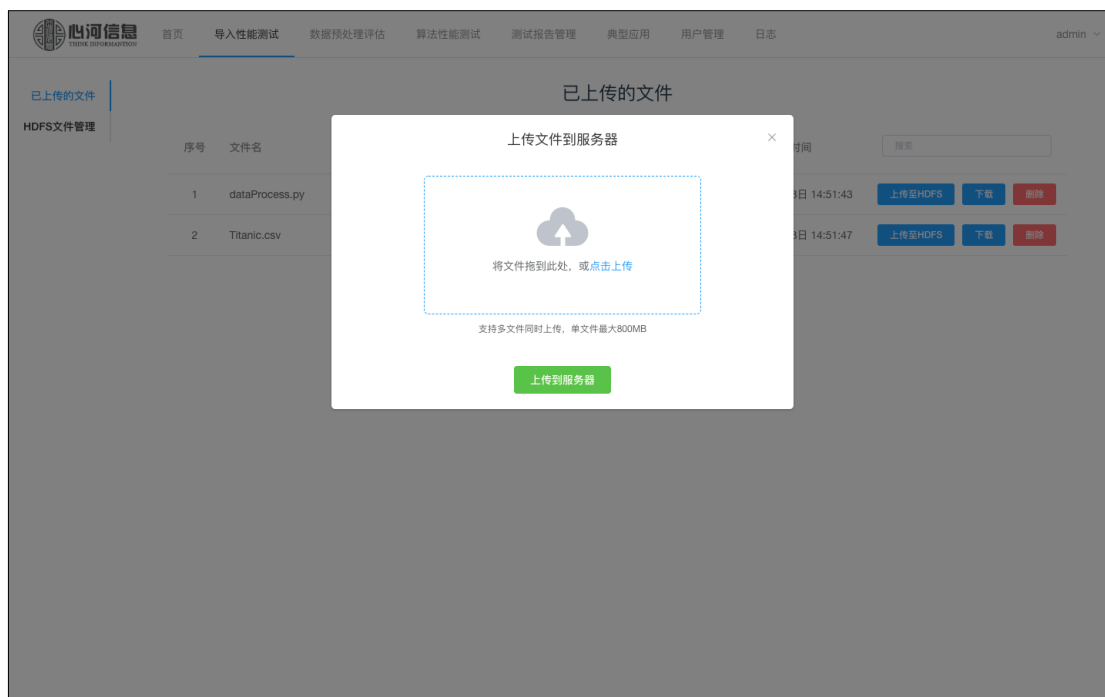 心河信息
THINK INFORMANTION
首页 导入性能测试 数据预处理评估 算法性能测试 测试报告管理 典型应用 用户管理 日志 admin
已上传的文件
HDFS文件管理
已上传的文件
上传文件到服务器
序号 文件名 时间 搜索
1 dataProcess.py 日 14:51:43 上传至HDFS 下载 删除
2 Titanic.csv 日 14:51:47 上传至HDFS 下载 删除
将文件拖到此处，或点击上传
支持多文件同时上传，单文件最大800MB
上传到服务器